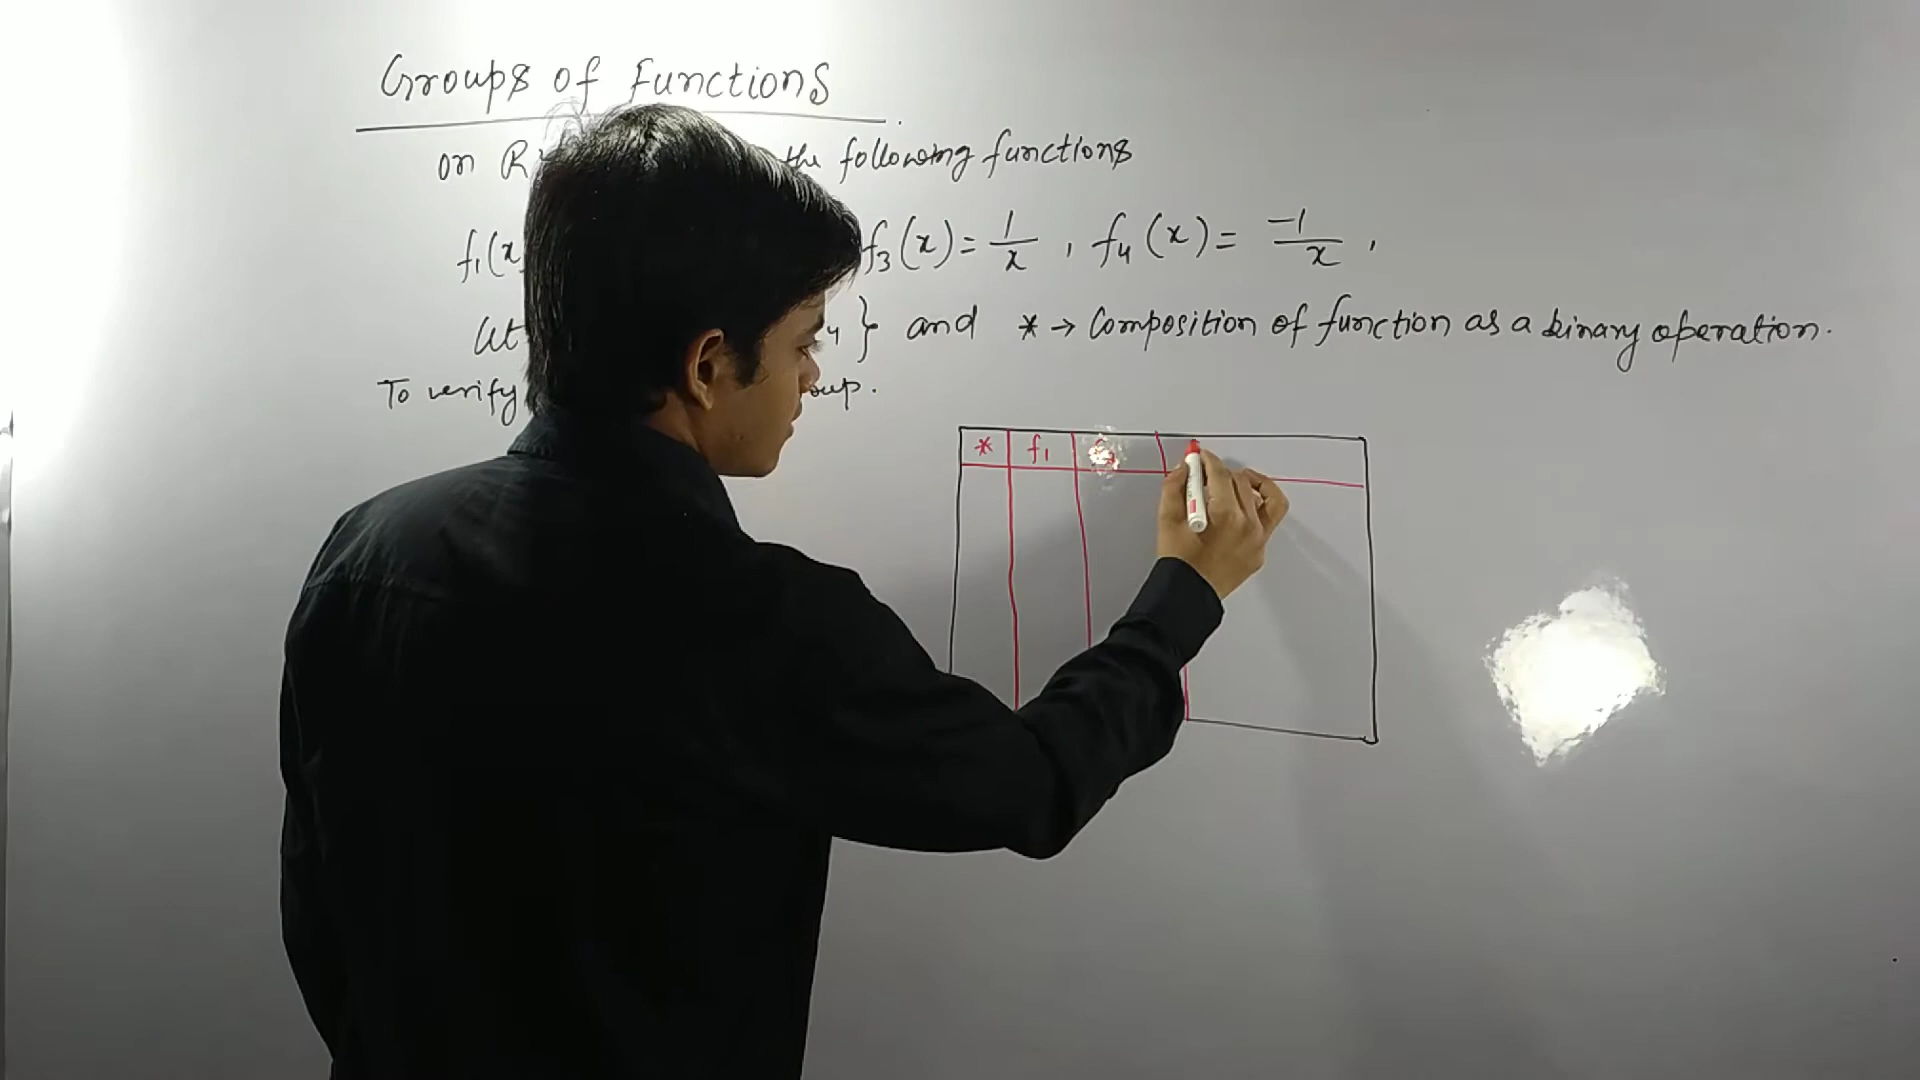 Groups of Functions
on R the following functions
f₁(x f₃(x) = 1/x , f₄(x) = -1/x ,
Let ₄ } and * → Composition of function as a binary operation.
To verify oup.
* f₁